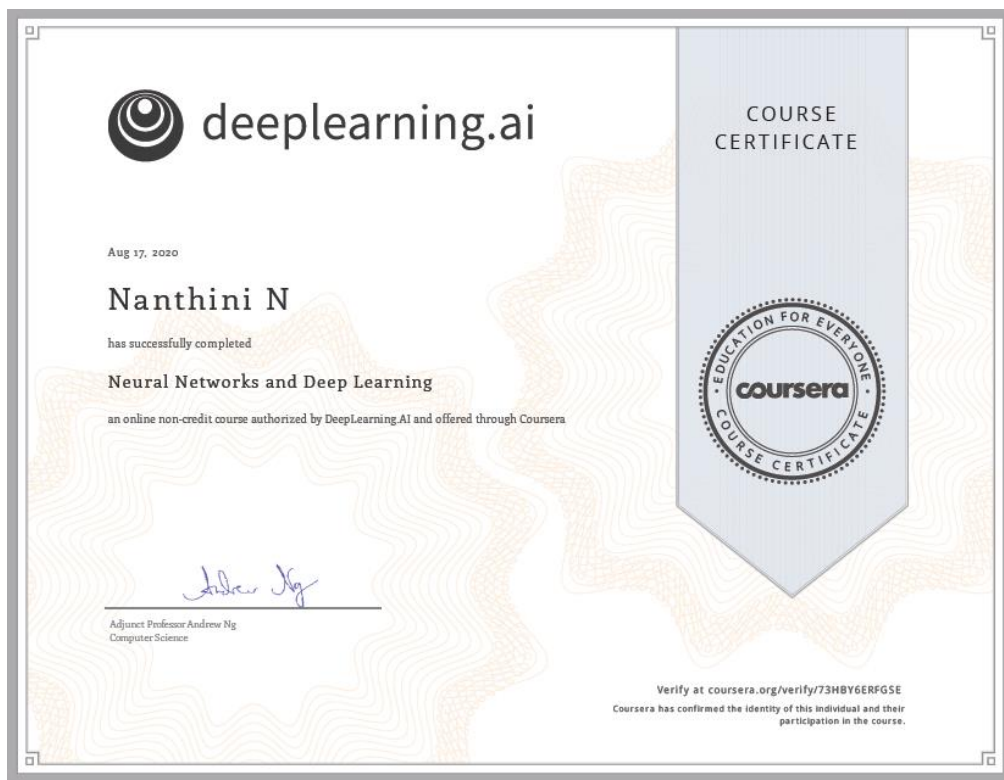 deeplearning.ai
COURSE
CERTIFICATE
Aug 17, 2020
Nanthini N
has successfully completed
Neural Networks and Deep Learning
an online non-credit course authorized by DeepLearning.AI and offered through Coursera
EDUCATION FOR EVERYONE
coursera
COURSE CERTIFICATE
Andrew Ng
Adjunct Professor Andrew Ng
Computer Science
Verify at coursera.org/verify/73HBY6ERFGSE
Coursera has confirmed the identity of this individual and their
participation in the course.